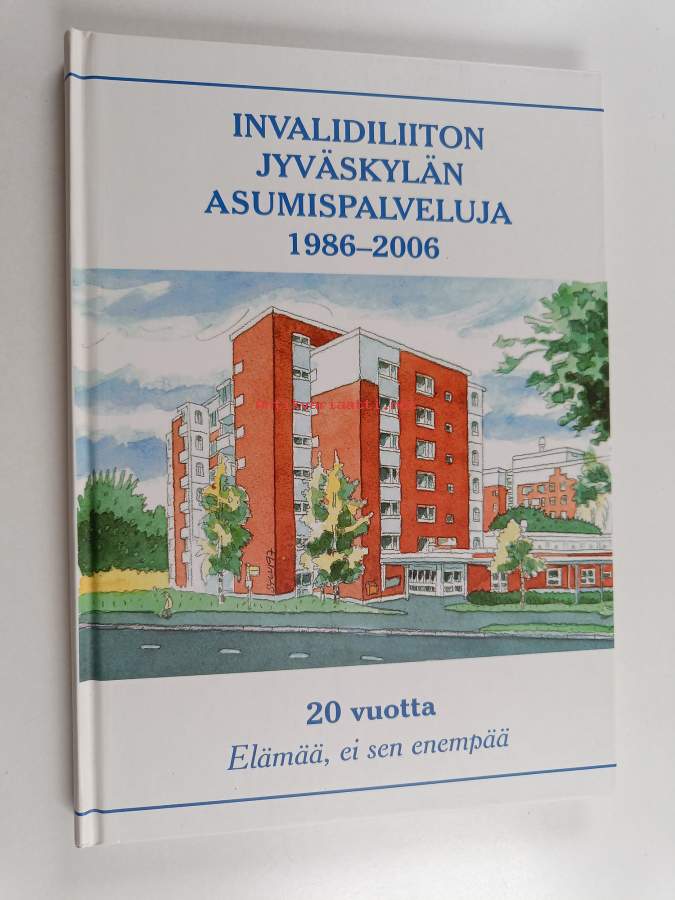 INVALIDILIITON
JYVÄSKYLÄN
ASUMISPALVELUJA
1986–2006
20 vuotta
Elämää, ei sen enempää